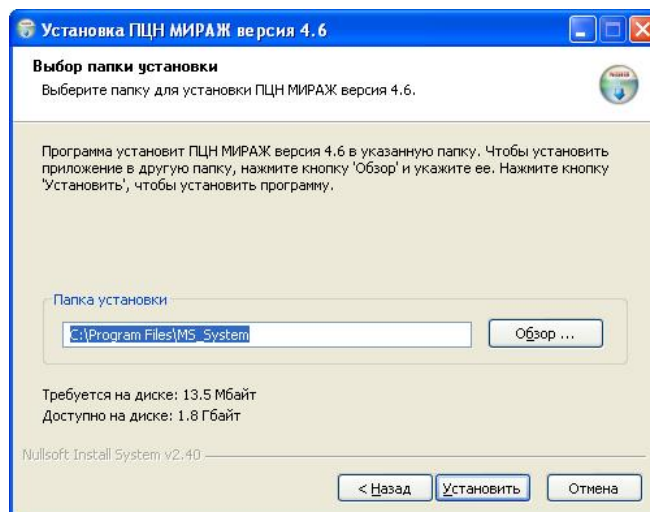 Установка ПЦН МИРАЖ версия 4.6
Выбор папки установки
Выберите папку для установки ПЦН МИРАЖ версия 4.6.
Программа установит ПЦН МИРАЖ версия 4.6 в указанную папку. Чтобы установить
приложение в другую папку, нажмите кнопку 'Обзор' и укажите ее. Нажмите кнопку
'Установить', чтобы установить программу.
Папка установки
C:\Program Files\MS_System
Обзор ...
Требуется на диске: 13.5 Мбайт
Доступно на диске: 1.8 Гбайт
Nullsoft Install System v2.40
< Назад Установить Отмена